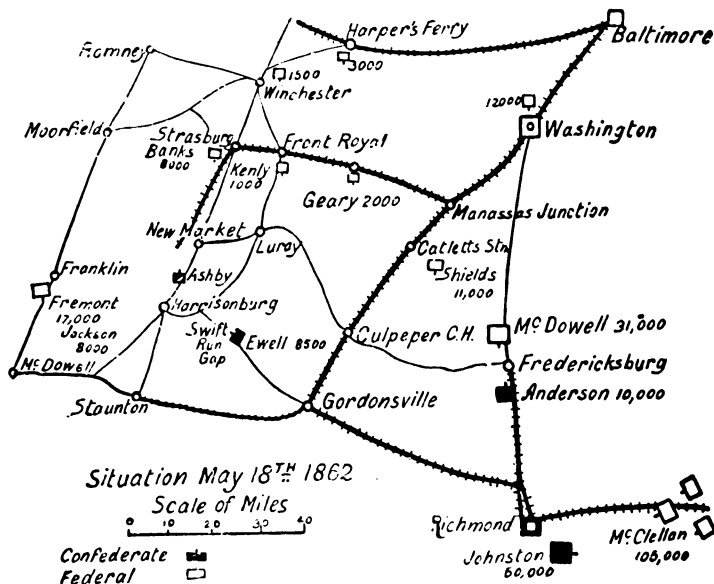 Harper's Ferry
3000
Baltimore
Romney
1500
Winchester
12000
Washington
Moorfield
Strasburg
Banks
8000
Front Royal
Kenly
1000
Geary 2000
Manassas Junction
New Market
Luray
Catletts Stn
Shields
11,000
Franklin
Fremont
17,000
Jackson
8000
Ashby
Harrisonburg
Swift
Run
Gap
Ewell 8500
Culpeper C.H.
McDowell 31,000
McDowell
Fredericksburg
Anderson 10,000
Staunton
Gordonsville
Situation May 18TH 1862
Scale of Miles
0 10 20 30 40
Confederate
Federal
Richmond
Johnston
60,000
McClellan
105,000